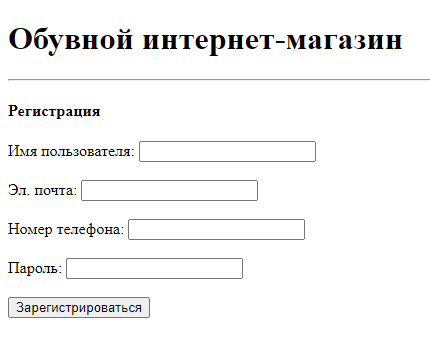 Обувной интернет-магазин
Регистрация
Имя пользователя:
Эл. почта:
Номер телефона:
Пароль:
Зарегистрироваться